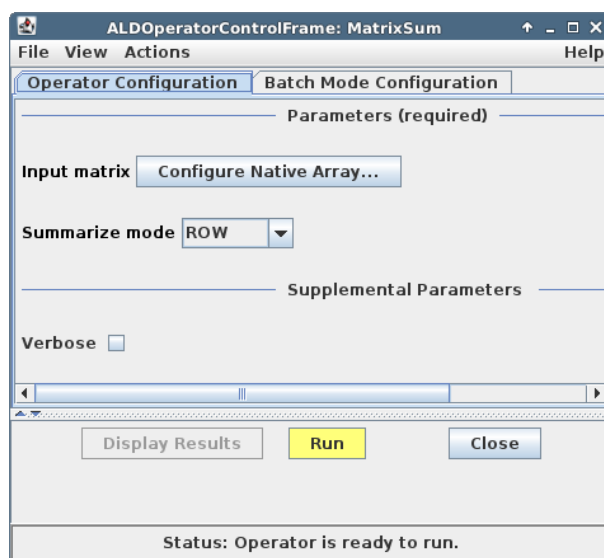 ALDOperatorControlFrame: MatrixSum
File View Actions Help
Operator Configuration Batch Mode Configuration
Parameters (required)
Input matrix Configure Native Array...
Summarize mode ROW
Supplemental Parameters
Verbose
Display Results Run Close
Status: Operator is ready to run.